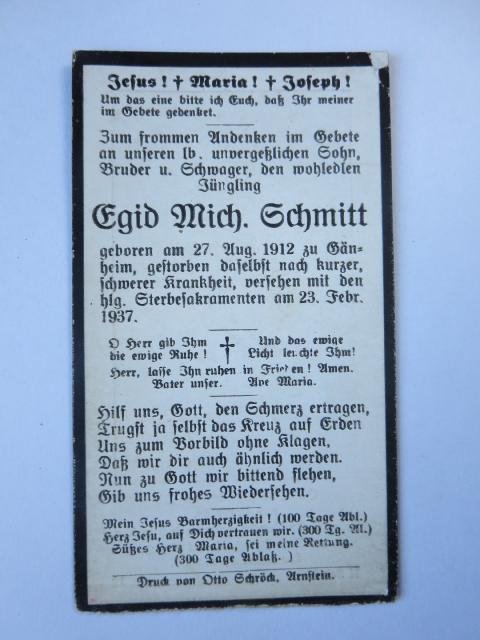 Jesus! † Maria! † Joseph!
Um das eine bitte ich Euch, daß Ihr meiner
im Gebete gedenket.
Zum frommen Andenken im Gebete
an unseren lb. unvergeßlichen Sohn,
Bruder u. Schwager, den wohledlen
Jüngling
Egid Mich. Schmitt
geboren am 27. Aug. 1912 zu Gän-
heim, gestorben daselbst nach kurzer,
schwerer Krankheit, versehen mit den
hlg. Sterbesakramenten am 23. Febr.
1937.
O Herr gib Ihm † Und das ewige
die ewige Ruhe! Licht leuchte Ihm!
Herr, lasse Ihn ruhen in Frieden! Amen.
Vater unser. Ave Maria.
Hilf uns, Gott, den Schmerz ertragen,
Trugst ja selbst das Kreuz auf Erden
Uns zum Vorbild ohne Klagen,
Daß wir dir auch ähnlich werden.
Nun zu Gott wir bittend flehen,
Gib uns frohes Wiedersehen.
Mein Jesus Barmherzigkeit! (100 Tage Abl.)
Herz Jesu, auf Dich vertrauen wir. (300 Tg. Al.)
Süßes Herz Maria, sei meine Rettung.
(300 Tage Ablaß.)
Druck von Otto Schröck, Arnstein.